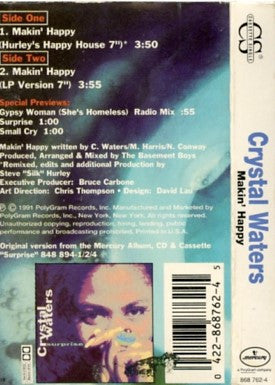 Side One
1. Makin' Happy
(Hurley's Happy House 7")* 3:50
Side Two
2. Makin' Happy
(LP Version 7") 3:55
Special Previews:
Gypsy Woman (She's Homeless) Radio Mix :55
Surprise 1:00
Small Cry 1:00
Makin' Happy written by C. Waters/M. Harris/N. Conway
Produced, Arranged & Mixed by The Basement Boys
*Remixed, edits and additional Production by
Steve "Silk" Hurley
Executive Producer: Bruce Carbone
Art Direction: Chris Thompson • Design: David Lau
℗ © 1991 PolyGram Records, Inc. Manufactured and Marketed by
PolyGram Records, Inc., New York, New York. All Rights Reserved.
Unauthorized copying, reproduction, hiring, lending, public
performance and broadcasting prohibited. Printed in U.S.A.
Original version from the Mercury Album, CD & Cassette
"Surprise" 848 894-1/2/4
Crystal
Waters
surprise
0 422-868762-4 5
CS
Crystal Waters
Makin' Happy
mercury
a PolyGram company
868 762-4